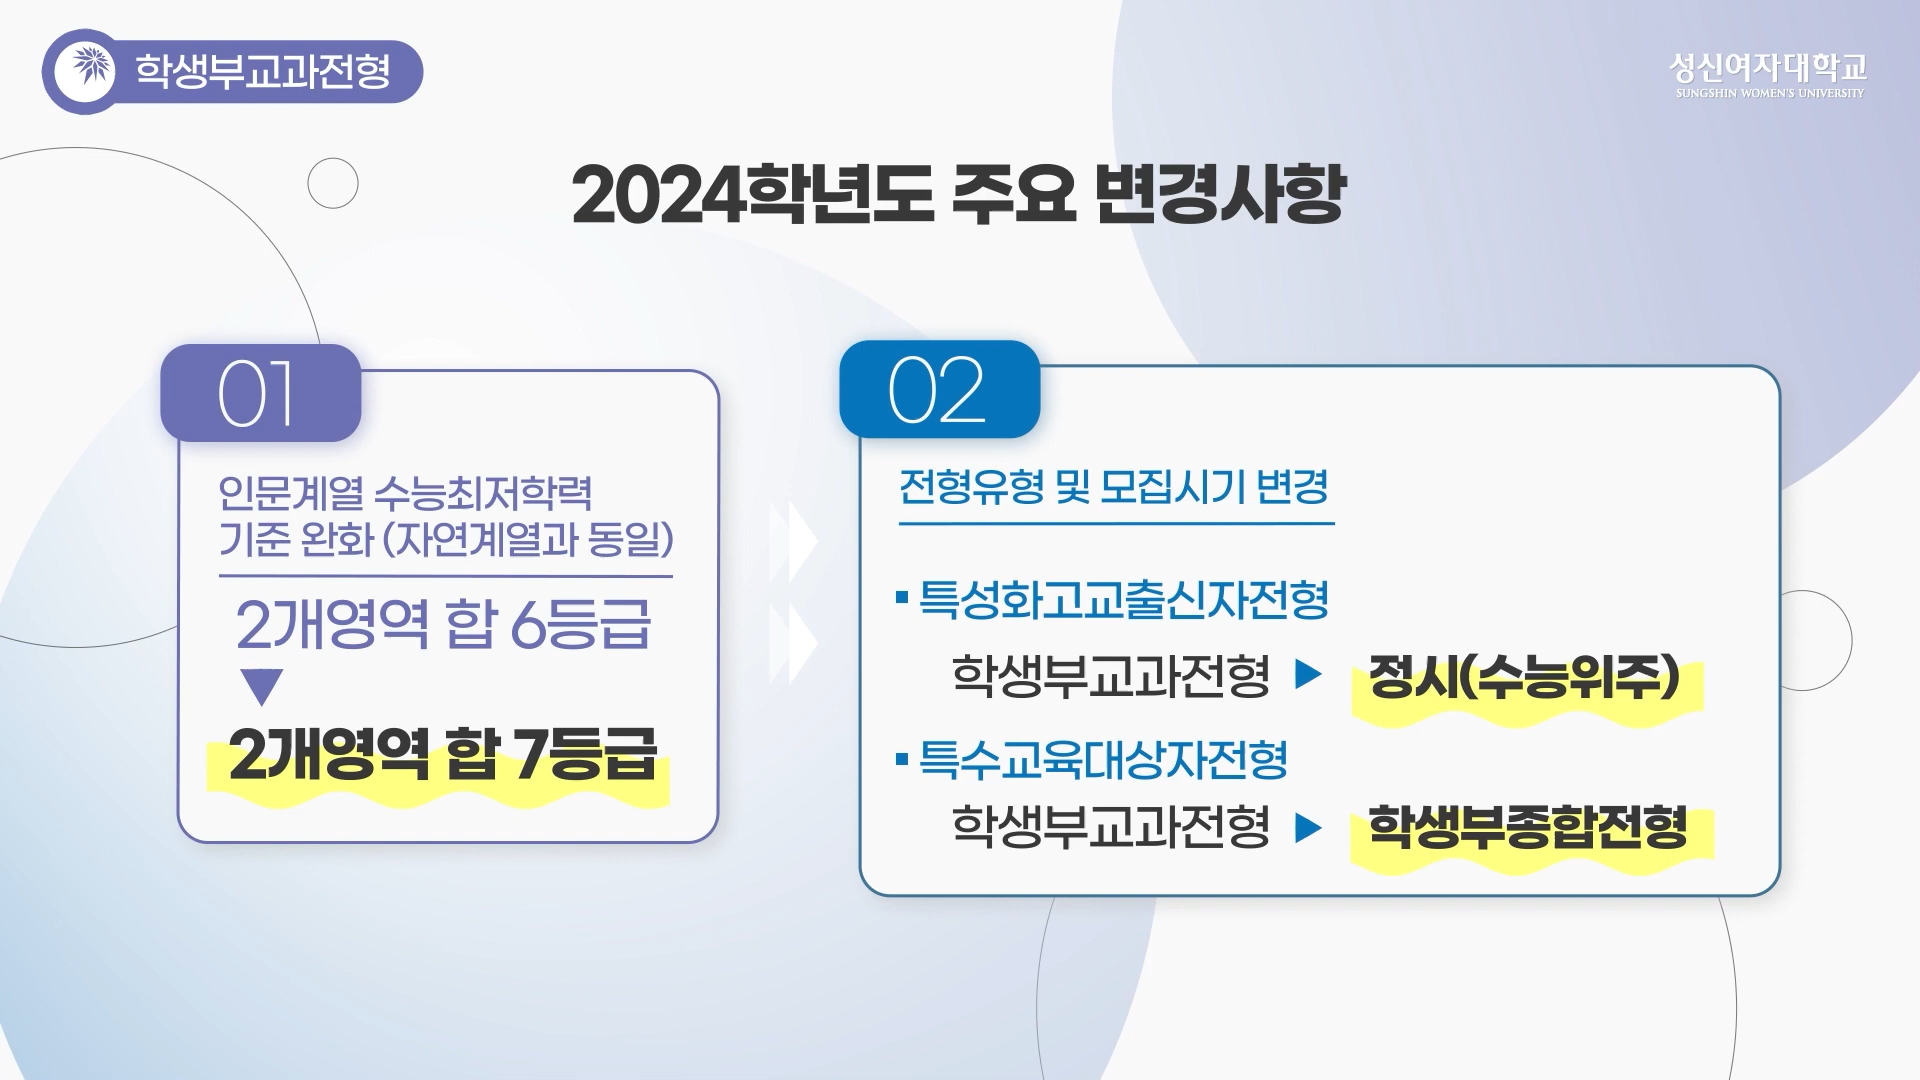 학생부교과전형
성신여자대학교
SUNGSHIN WOMEN'S UNIVERSITY
2024학년도 주요 변경사항
01
인문계열 수능최저학력
기준 완화 (자연계열과 동일)
2개영역 합 6등급
▼
2개영역 합 7등급
02
전형유형 및 모집시기 변경
▪ 특성화고교출신자전형
학생부교과전형 ▶ 정시(수능위주)
▪ 특수교육대상자전형
학생부교과전형 ▶ 학생부종합전형